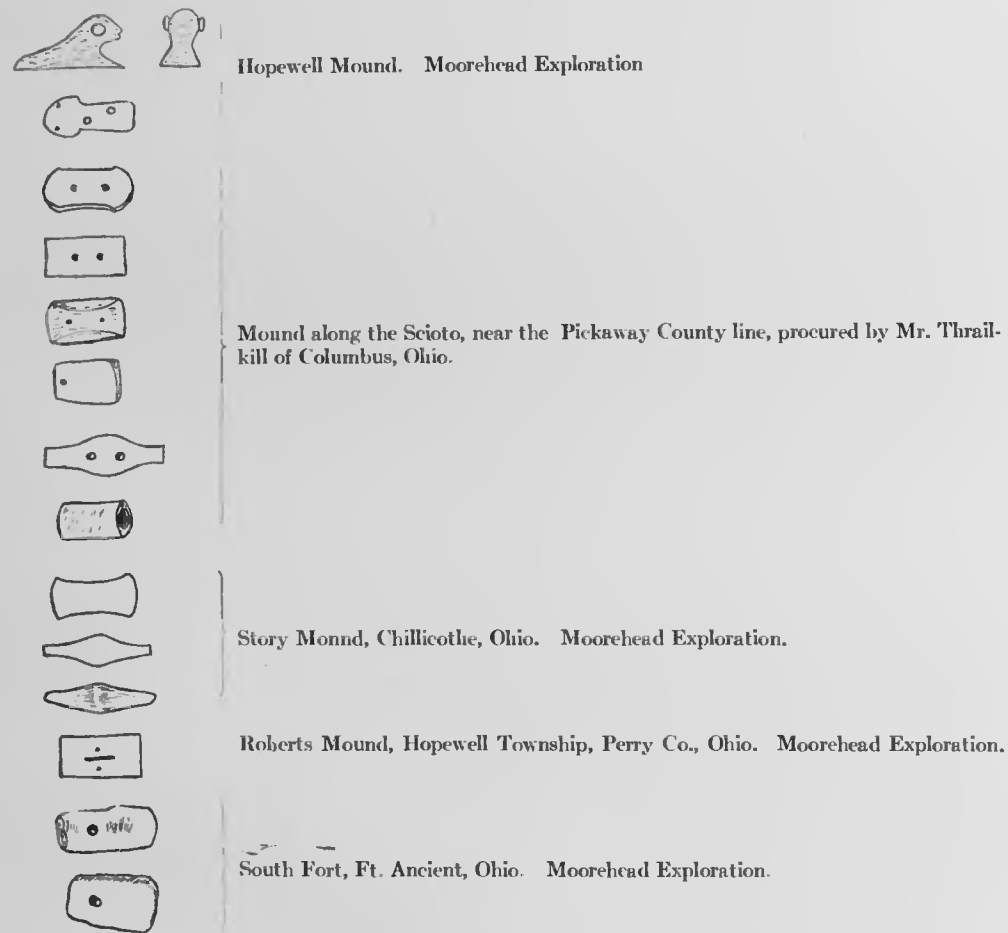 Hopewell Mound. Moorehead Exploration
Mound along the Scioto, near the Pickaway County line, procured by Mr. Thrail-
kill of Columbus, Ohio.
Story Monnd, Chillicothe, Ohio. Moorehead Exploration.
Roberts Mound, Hopewell Township, Perry Co., Ohio. Moorehead Exploration.
South Fort, Ft. Ancient, Ohio. Moorehead Exploration.